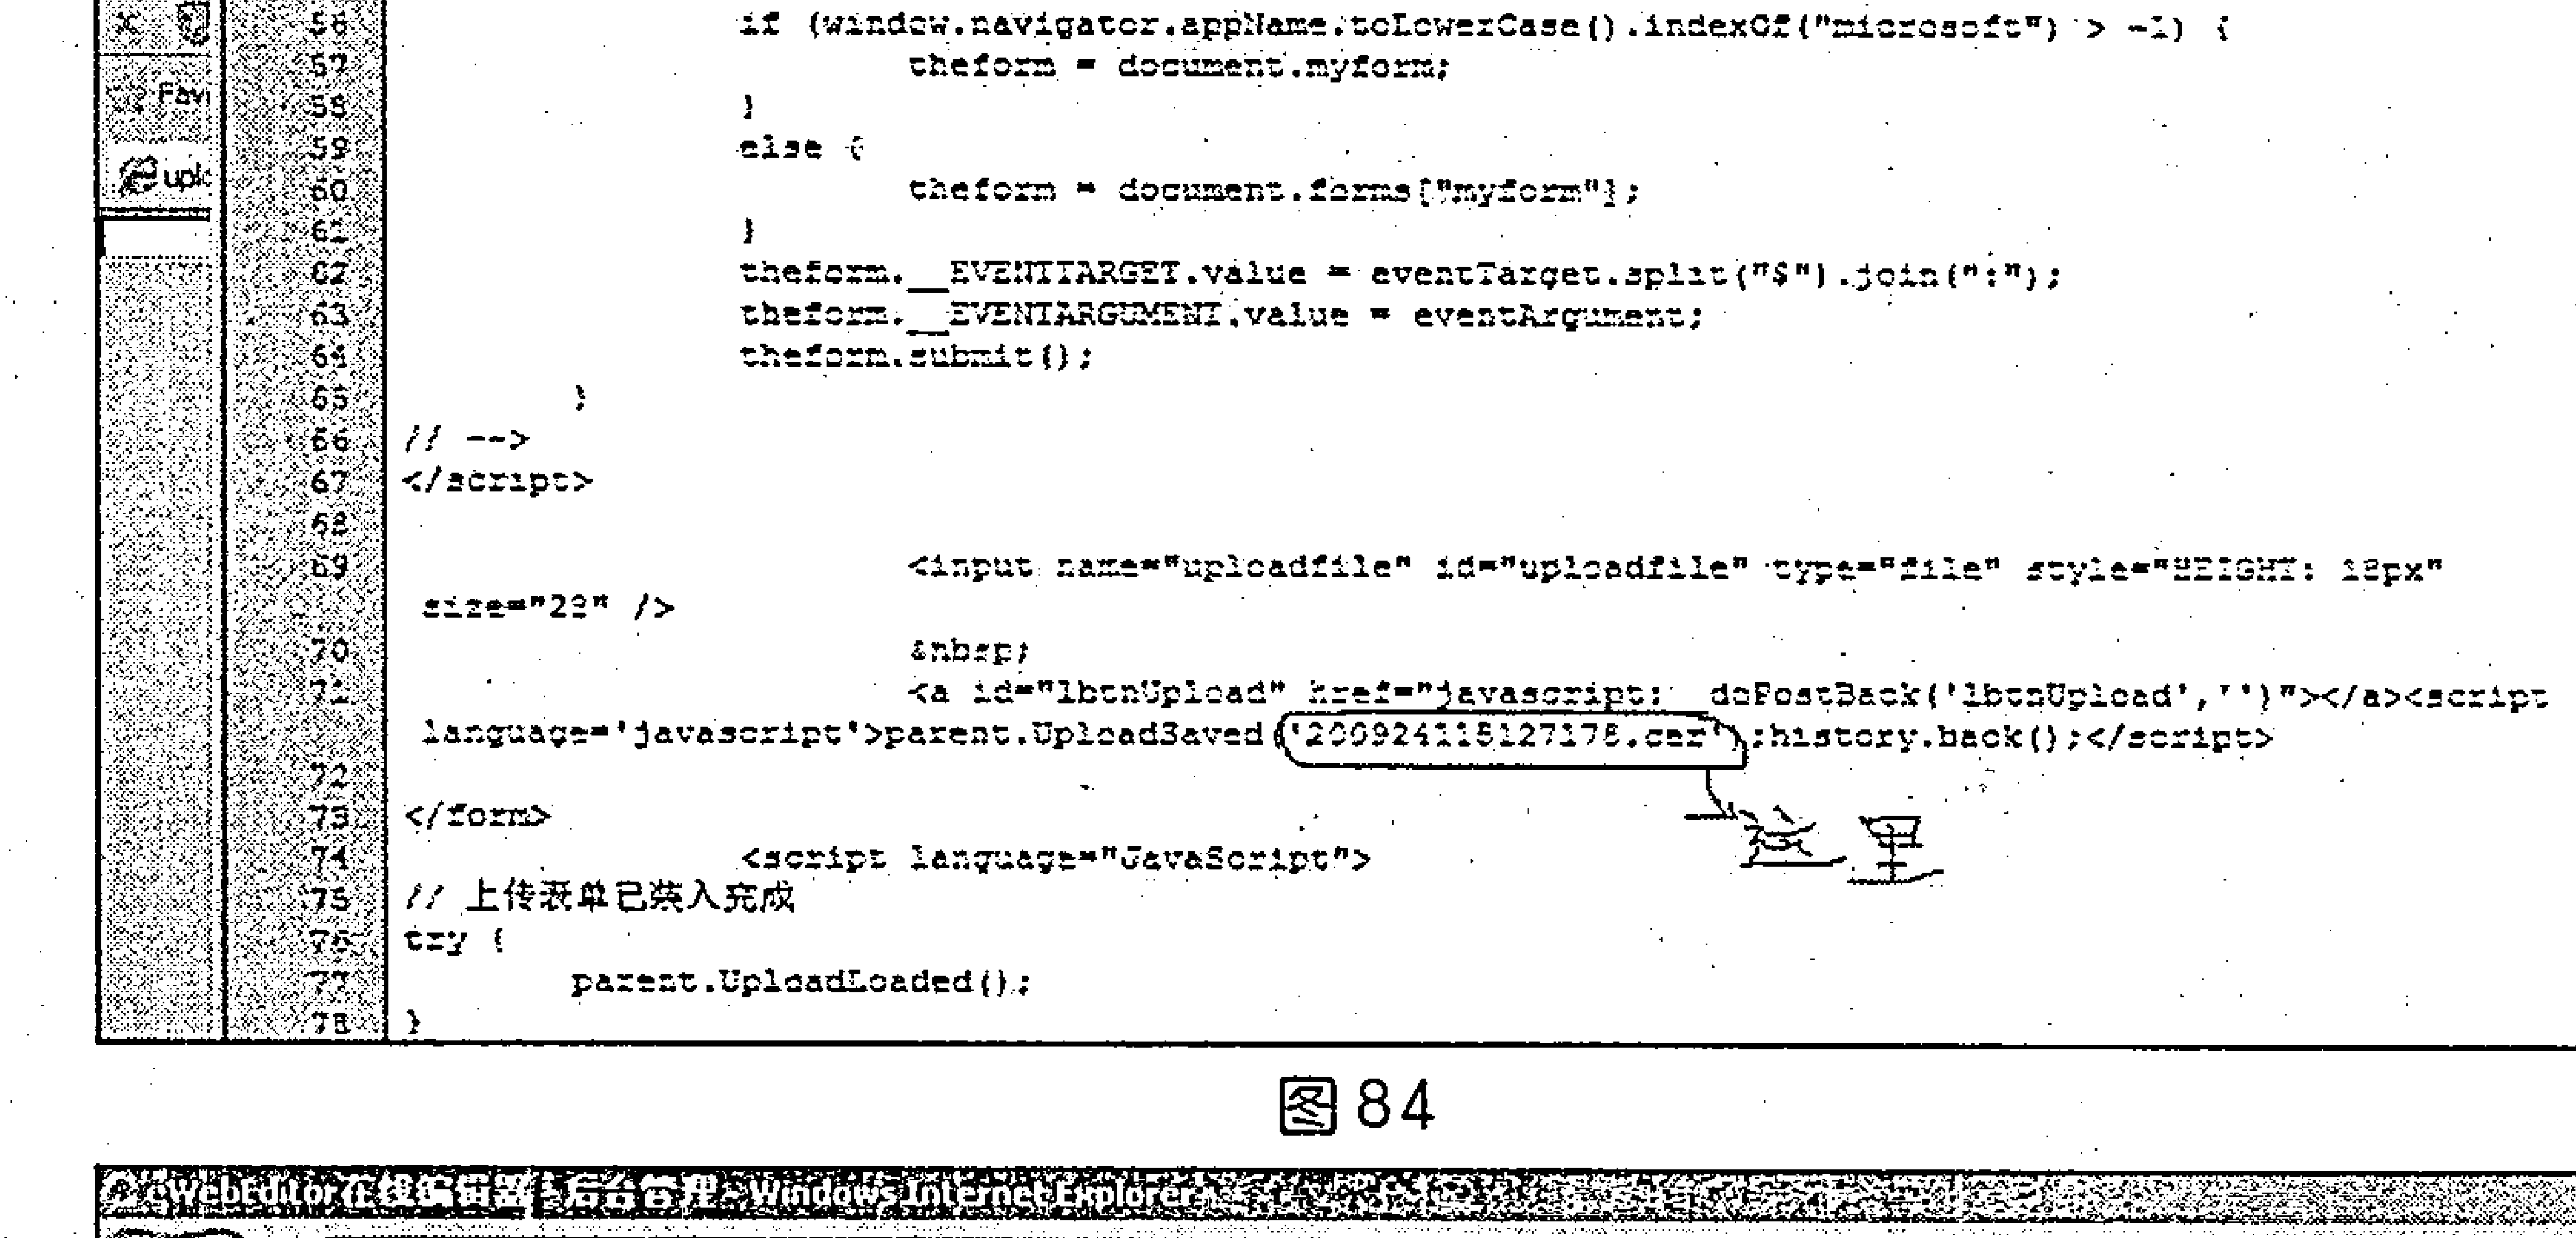 56 if (window.navigator.appName.toLowerCase().indexOf("microsoft") > -1) {
57 theform = document.myform;
Favi
58 }
59 else {
uplo
60 theform = document.forms["myform"];
61 }
62 theform.__EVENTTARGET.value = eventTarget.split("$").join(":");
63 theform.__EVENTARGUMENT.value = eventArgument;
64 theform.submit();
65 }
66 // -->
67 </script>
68
69 <input name="uploadfile" id="uploadfile" type="file" style="HEIGHT: 18px"
size="28" />
70 &nbsp;
71 <a id="lbtnUpload" href="javascript:__doPostBack('lbtnUpload','')"></a><script
language='javascript'>parent.UploadSaved('200924118127178.cer');history.back();</script>
72
这里
73 </form>
74 <script language="JavaScript">
75 // 上传表单已装入完成
76 try {
77 parent.UploadLoaded();
78 }
图84
eWebEditor在线编辑器 - 后台管理 - Windows Internet Explorer